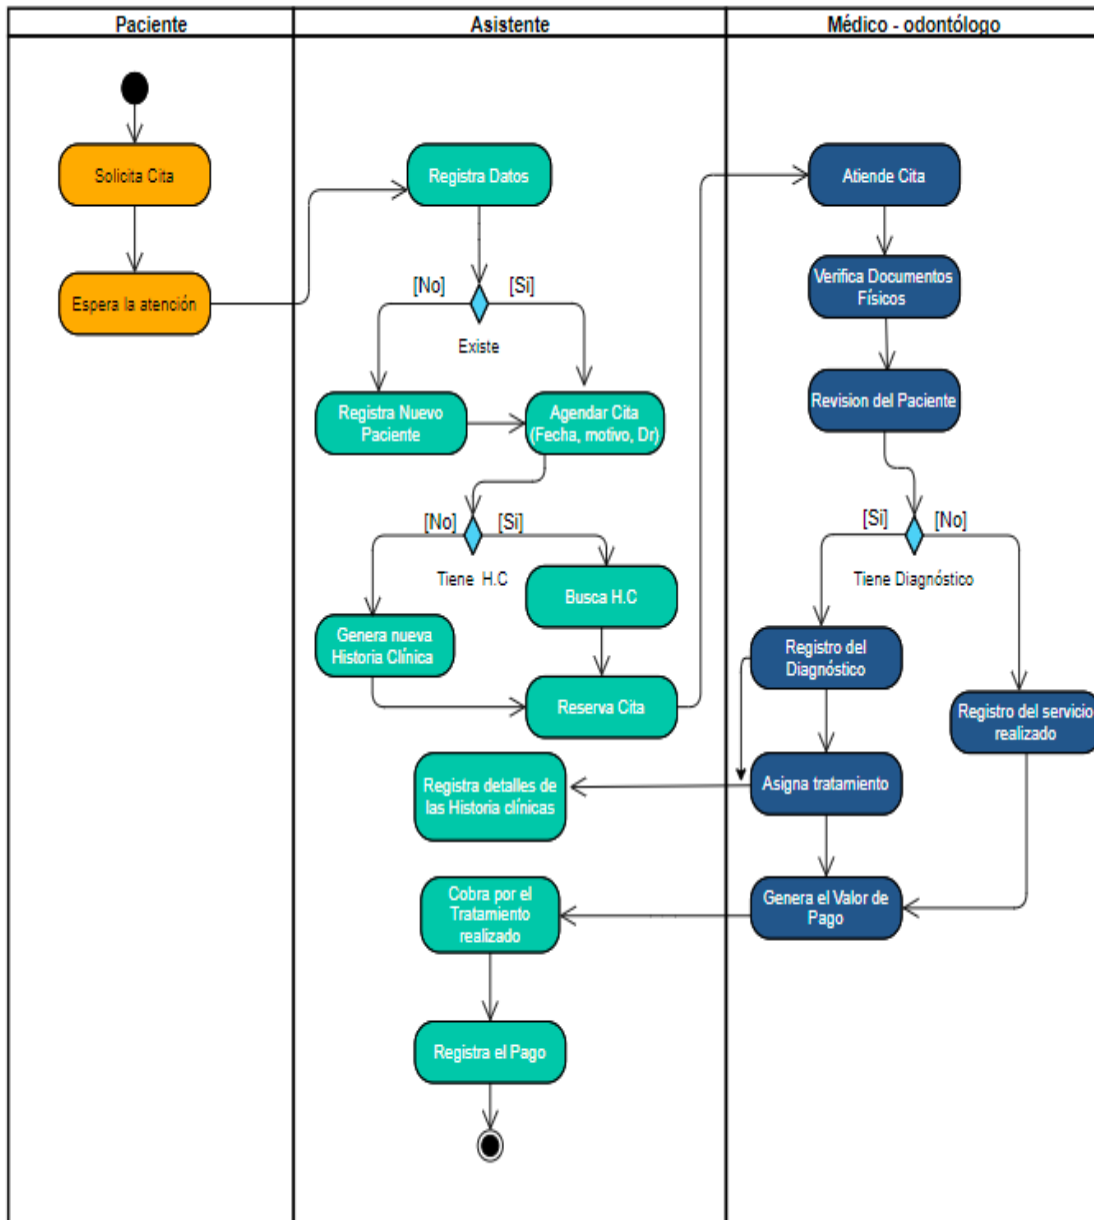 Paciente
Asistente
Médico - odontólogo
Solicita Cita
Espera la atención
Registra Datos
[No]
[Si]
Existe
Registra Nuevo
Paciente
Agendar Cita
(Fecha, motivo, Dr)
[No]
[Si]
Tiene H.C
Busca H.C
Genera nueva
Historia Clínica
Reserva Cita
Registra detalles de
las Historia clínicas
Cobra por el
Tratamiento
realizado
Registra el Pago
Atiende Cita
Verifica Documentos
Físicos
Revision del Paciente
[Si]
[No]
Tiene Diagnóstico
Registro del
Diagnóstico
Registro del servicio
realizado
Asigna tratamiento
Genera el Valor de
Pago